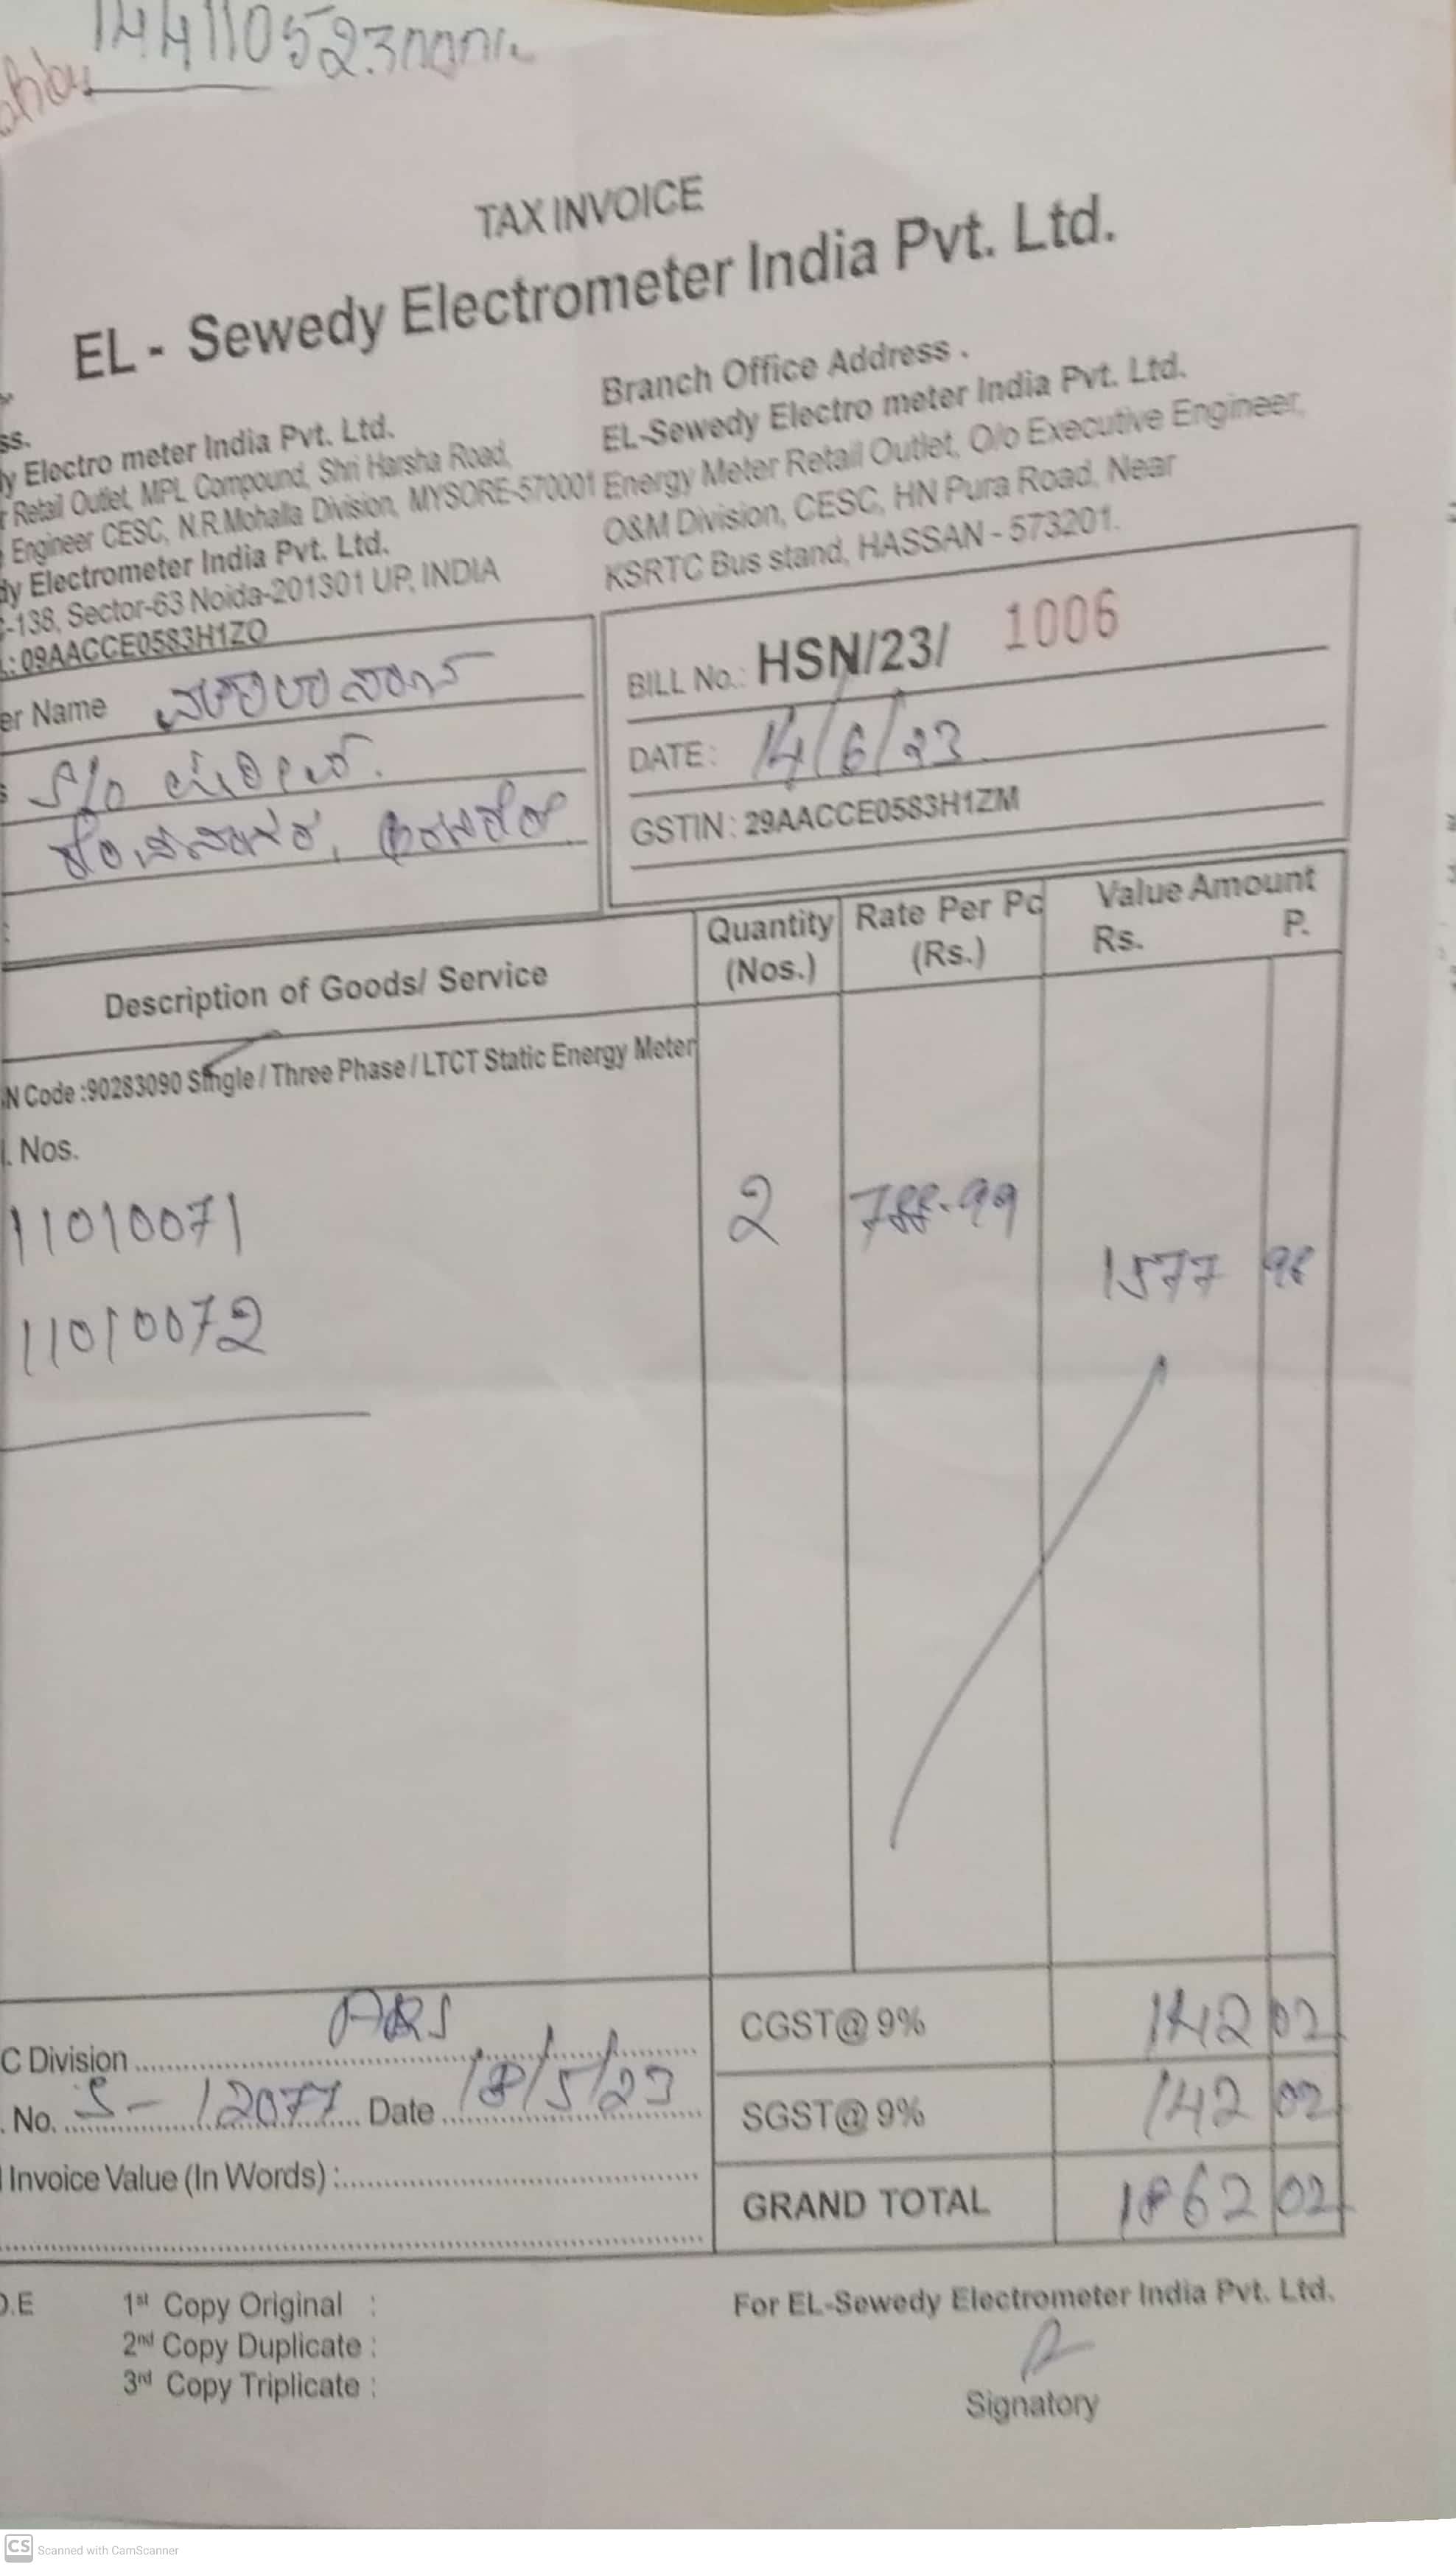 TAX INVOICE
EL - Sewedy Electrometer India Pvt. Ltd.
ss.
y Electro meter India Pvt. Ltd.
r Retail Outlet, MPL Compound, Shri Harsha Road,
Engineer CESC, N.R.Mohalla Division, MYSORE-570001
dy Electrometer India Pvt. Ltd.
-138, Sector-63 Noida-201301 UP, INDIA
.: 09AACCE0583H1ZO
Branch Office Address .
EL-Sewedy Electro meter India Pvt. Ltd.
Energy Meter Retail Outlet, O/o Executive Engineer,
O&M Division, CESC, HN Pura Road, Near
KSRTC Bus stand, HASSAN - 573201.
er Name
S/o
BILL No.: HSN/23/ 1006
DATE : 14/6/23
GSTIN : 29AACCE0583H1ZM
Description of Goods/ Service
Quantity (Nos.)
Rate Per Pc (Rs.)
Value Amount
Rs. P.
N Code :90283090 Single / Three Phase / LTCT Static Energy Meter
. Nos.
11010071 2 788-99
1577 98
11010072
C Division ARS
. No. S-12077 Date 18/5/23
Invoice Value (In Words) :
CGST@ 9% 142 02
SGST@ 9% 142 02
GRAND TOTAL 1862 02
O.E 1st Copy Original :
2nd Copy Duplicate :
3rd Copy Triplicate :
For EL-Sewedy Electrometer India Pvt. Ltd.
Signatory
CS Scanned with CamScanner